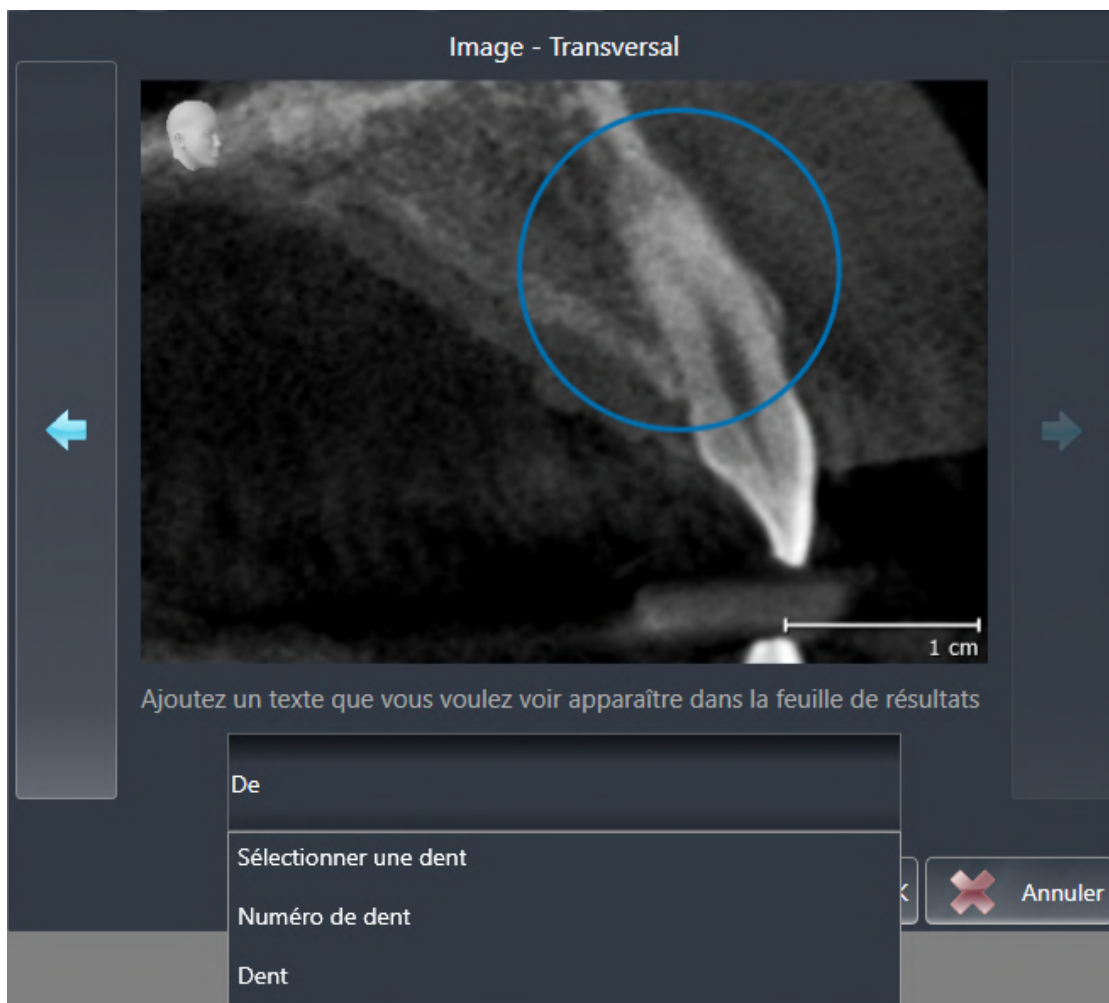 Image - Transversal
1 cm
Ajoutez un texte que vous voulez voir apparaître dans la feuille de résultats
De
Sélectionner une dent
Annuler
Numéro de dent
Dent